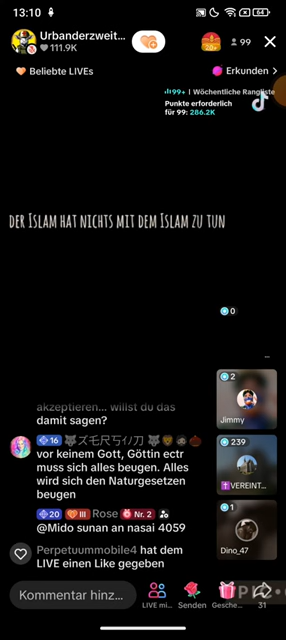 13:10
64
Urbanderzweit...
111.9K
20+
99
Beliebte LIVEs
Erkunden
99+ | Wöchentliche Rangliste
Punkte erforderlich
für 99: 286.2K
der Islam hat nichts mit dem Islam zu tun
0
akzeptieren... willst du das
damit sagen?
2
Jimmy
16
vor keinem Gott, Göttin ectr
muss sich alles beugen. Alles
wird sich den Naturgesetzen
beugen
239
VEREINT...
20 III Rose Nr. 2
@Mido sunan an nasai 4059
1
Dino_47
Perpetuummobile4 hat dem
LIVE einen Like gegeben
Kommentar hinz...
LIVE mi...
Senden
Gesche...
31